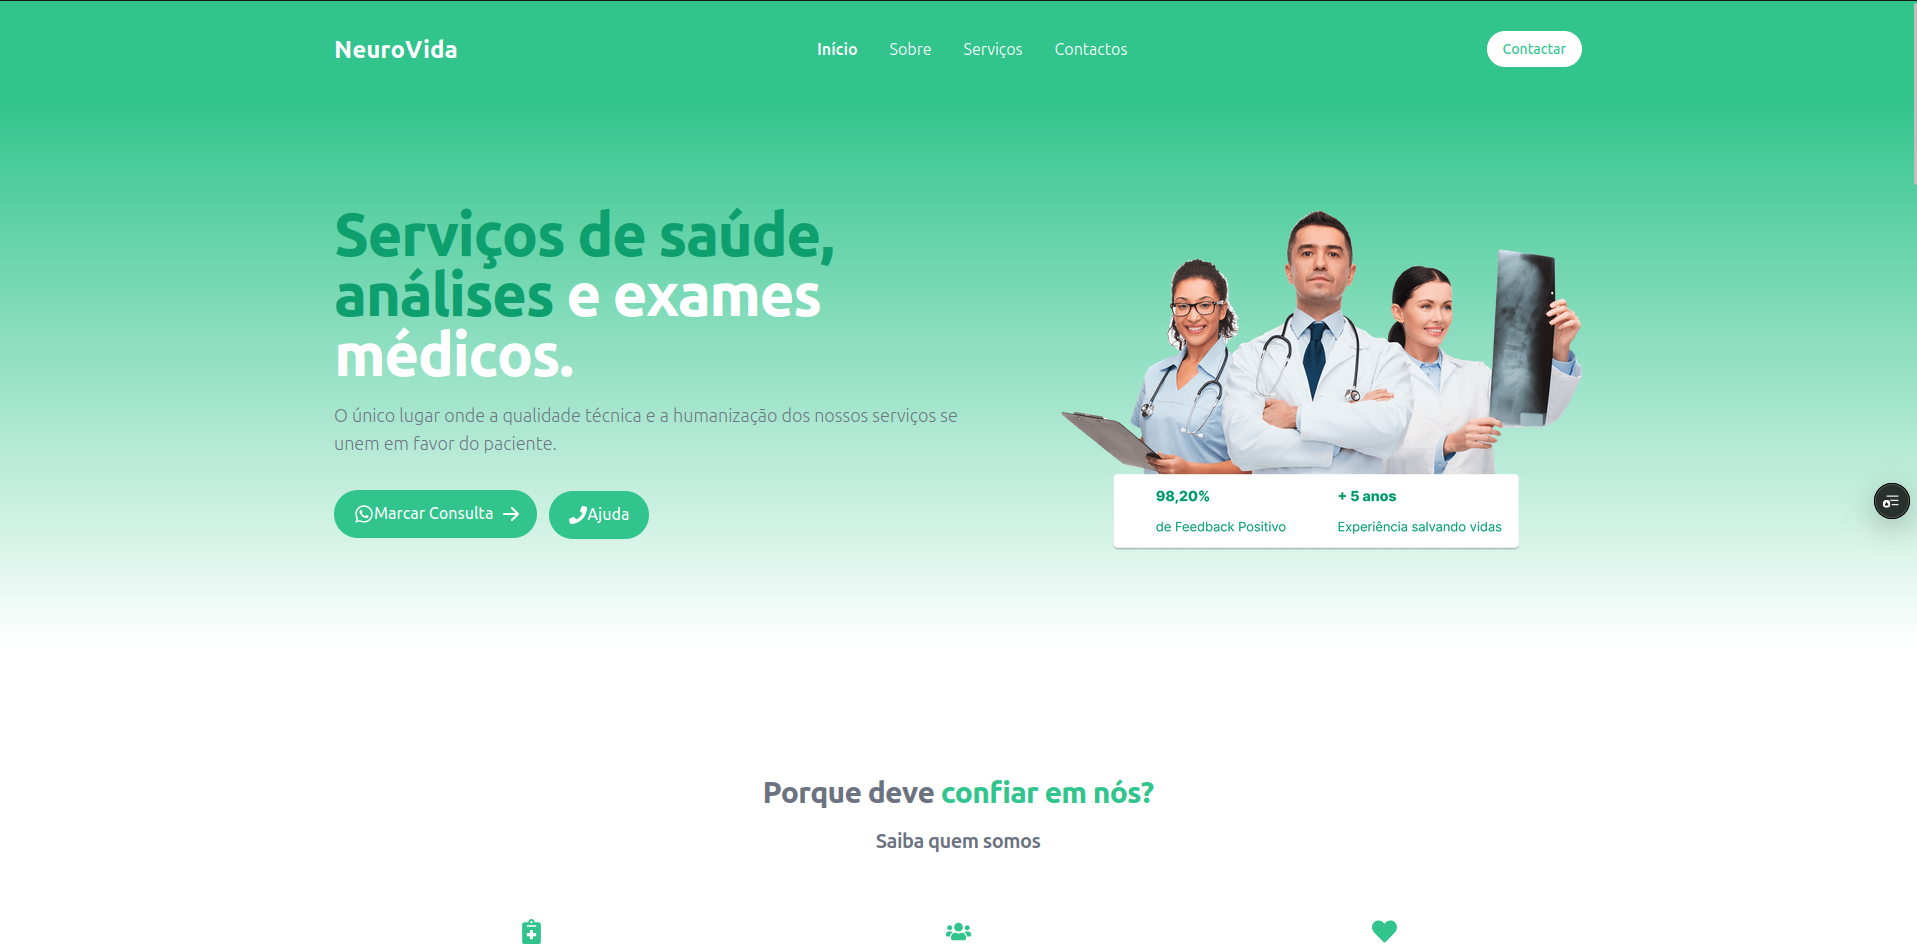 NeuroVida
Início
Sobre
Serviços
Contactos
Contactar
Serviços de saúde,
análises e exames
médicos.
O único lugar onde a qualidade técnica e a humanização dos nossos serviços se
unem em favor do paciente.
Marcar Consulta
Ajuda
98,20%
de Feedback Positivo
+ 5 anos
Experiência salvando vidas
Porque deve confiar em nós?
Saiba quem somos